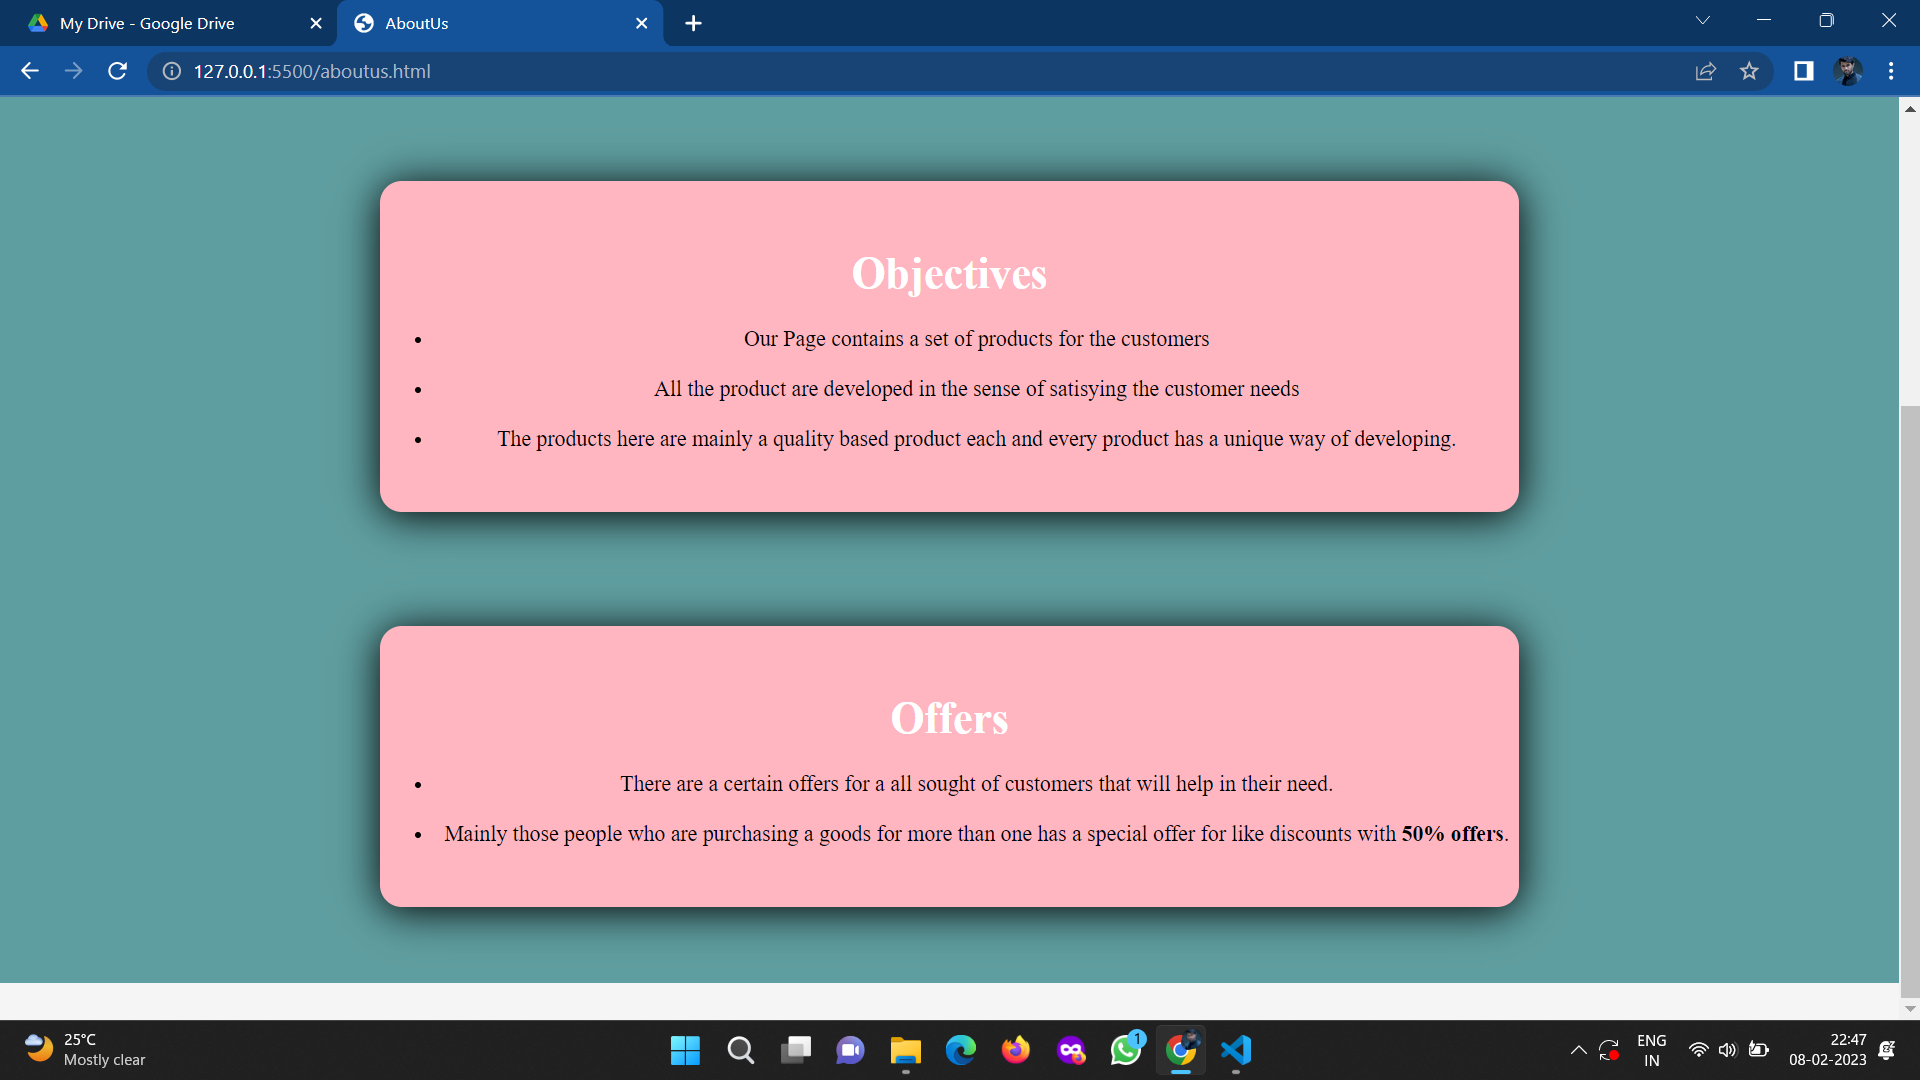 My Drive - Google Drive
AboutUs
127.0.0.1:5500/aboutus.html
Objectives
• Our Page contains a set of products for the customers
• All the product are developed in the sense of satisying the customer needs
• The products here are mainly a quality based product each and every product has a unique way of developing.
Offers
• There are a certain offers for a all sought of customers that will help in their need.
• Mainly those people who are purchasing a goods for more than one has a special offer for like discounts with 50% offers.
25°C
Mostly clear
1
ENG
IN
22:47
08-02-2023